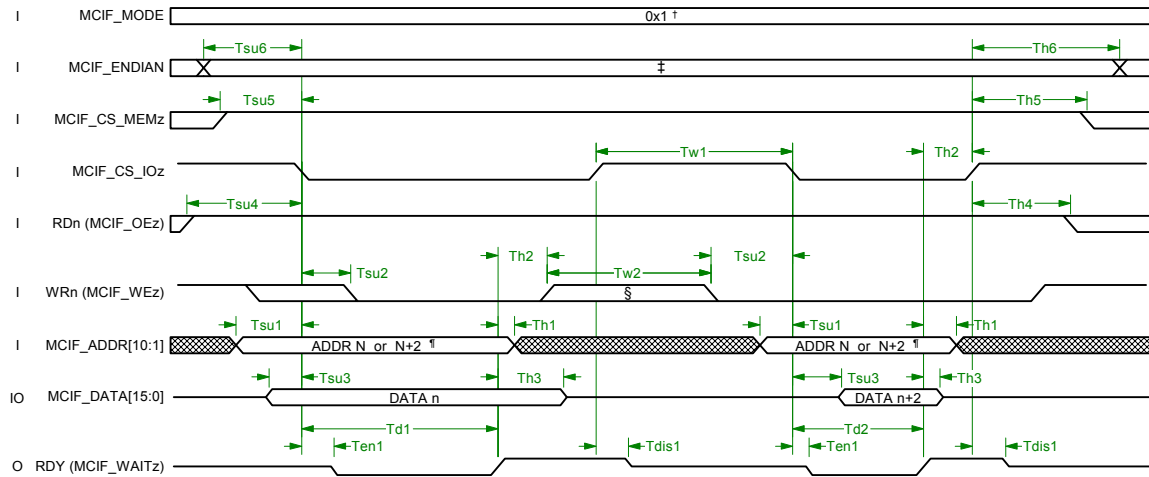 I MCIF_MODE 0x1 †
Tsu6 Th6
I MCIF_ENDIAN ‡
Tsu5 Th5
I MCIF_CS_MEMz
Tw1 Th2
I MCIF_CS_IOz
Tsu4 Th4
I RDn (MCIF_OEz)
Tsu2 Th2 Tw2 Tsu2
I WRn (MCIF_WEz) §
Tsu1 Th1 Tsu1 Th1
I MCIF_ADDR[10:1] ADDR N or N+2 ¶ ADDR N or N+2 ¶
Tsu3 Th3 Tsu3 Th3
IO MCIF_DATA[15:0] DATA n DATA n+2
Td1 Td2
Ten1 Tdis1 Ten1 Tdis1
O RDY (MCIF_WAITz)